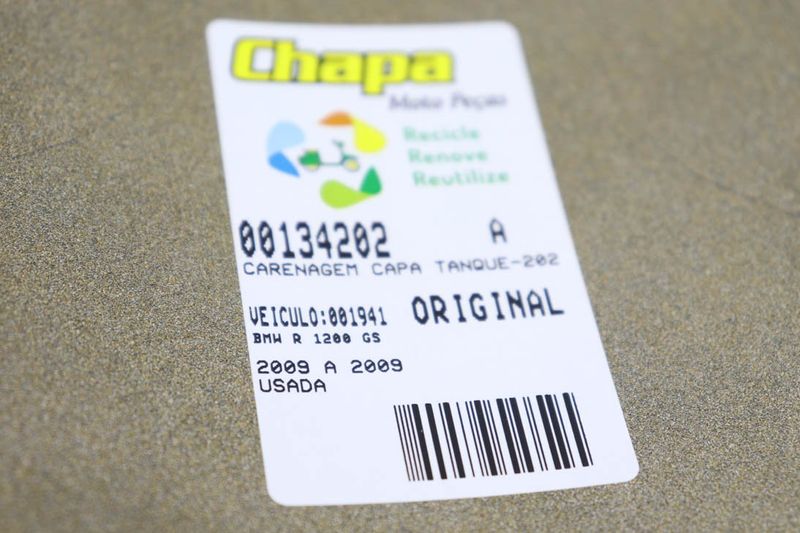 Chapa
Moto Peças
Recicle
Renove
Reutilize
00134202 A
CARENAGEM CAPA TANQUE-202
VEICULO:001941 ORIGINAL
BMW R 1200 GS
2009 A 2009
USADA